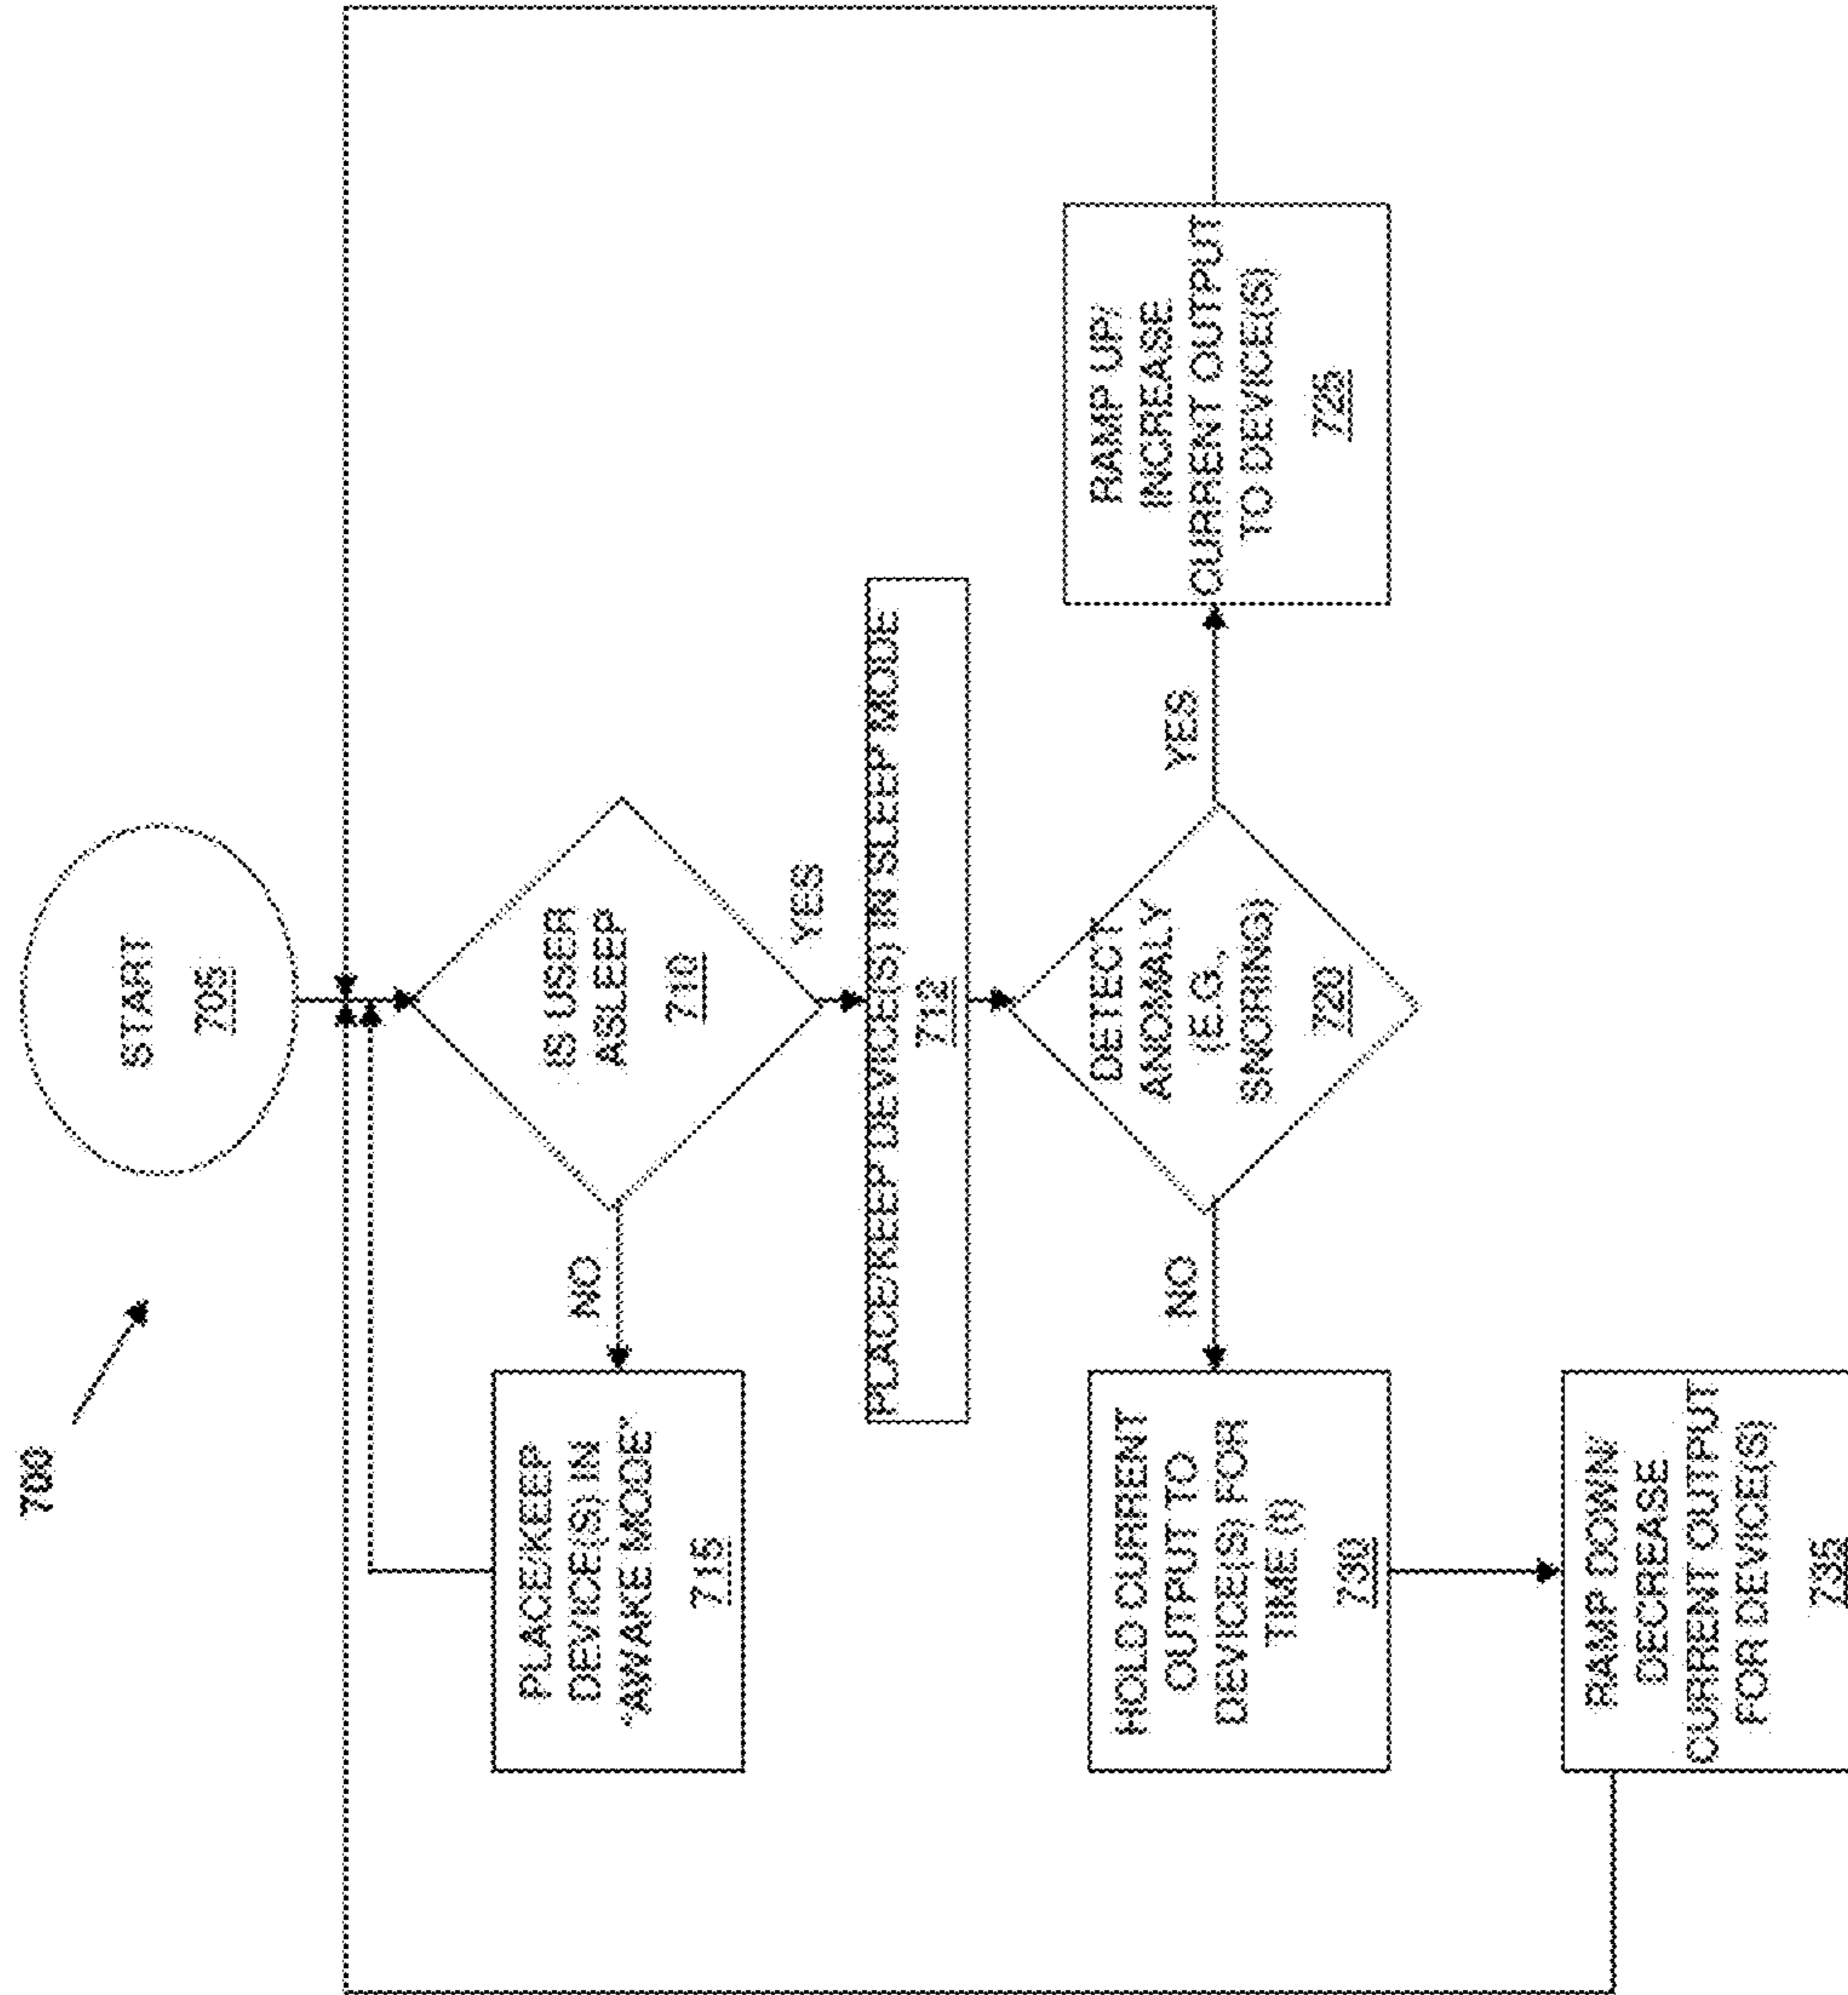 700
START
705
IS USER
ASLEEP
710
NO
YES
PLACE/KEEP
DEVICE(S) IN
"AWAKE MODE"
715
PLACE/KEEP DEVICE(S) IN SLEEP MODE
712
DETECT
ANOMALY
(E.G.,
SNORING)
720
NO
YES
HOLD CURRENT
OUTPUT TO
DEVICE(S) FOR
TIME (t)
730
RAMP UP/
INCREASE
CURRENT OUTPUT
TO DEVICE(S)
725
RAMP DOWN/
DECREASE
CURRENT OUTPUT
FOR DEVICE(S)
735